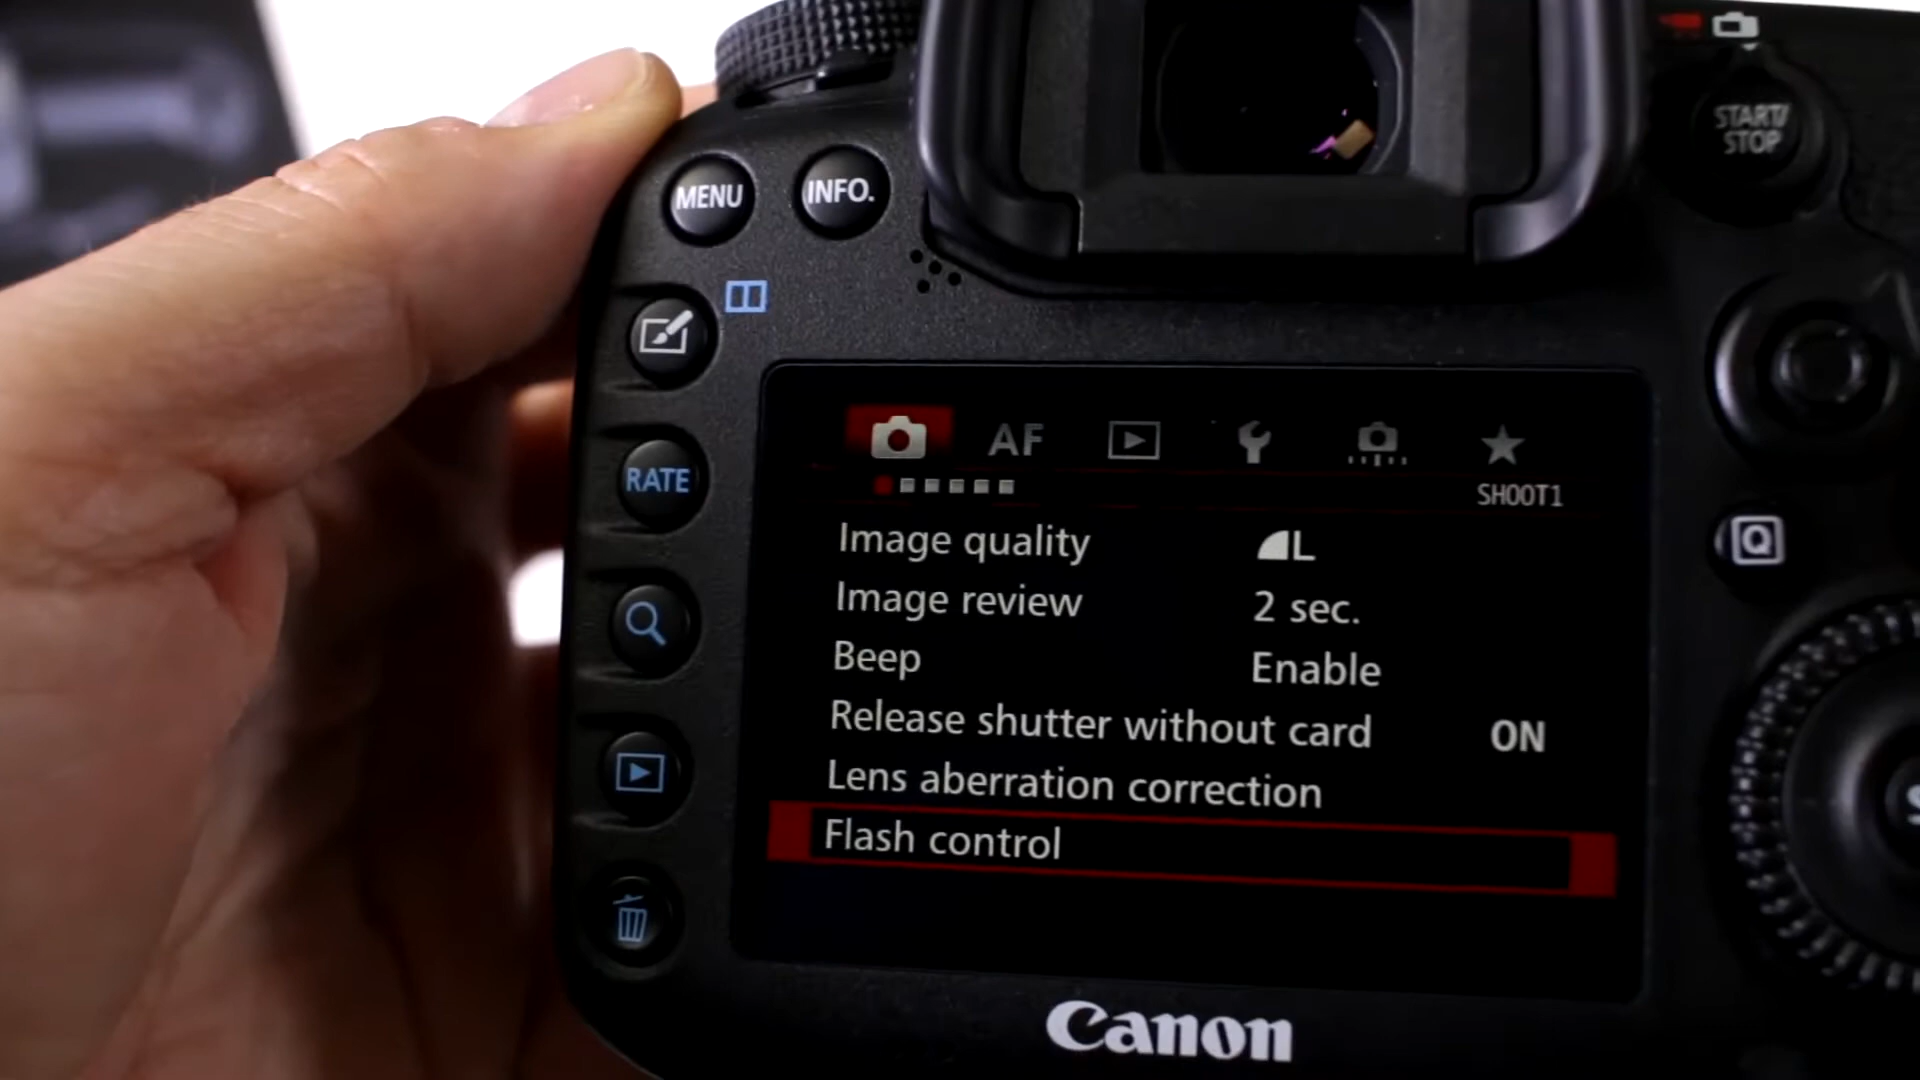 START/
STOP
MENU
INFO.
RATE
AF
SHOOT1
Image quality L
Image review 2 sec.
Beep Enable
Release shutter without card ON
Lens aberration correction
Flash control
Q
Canon